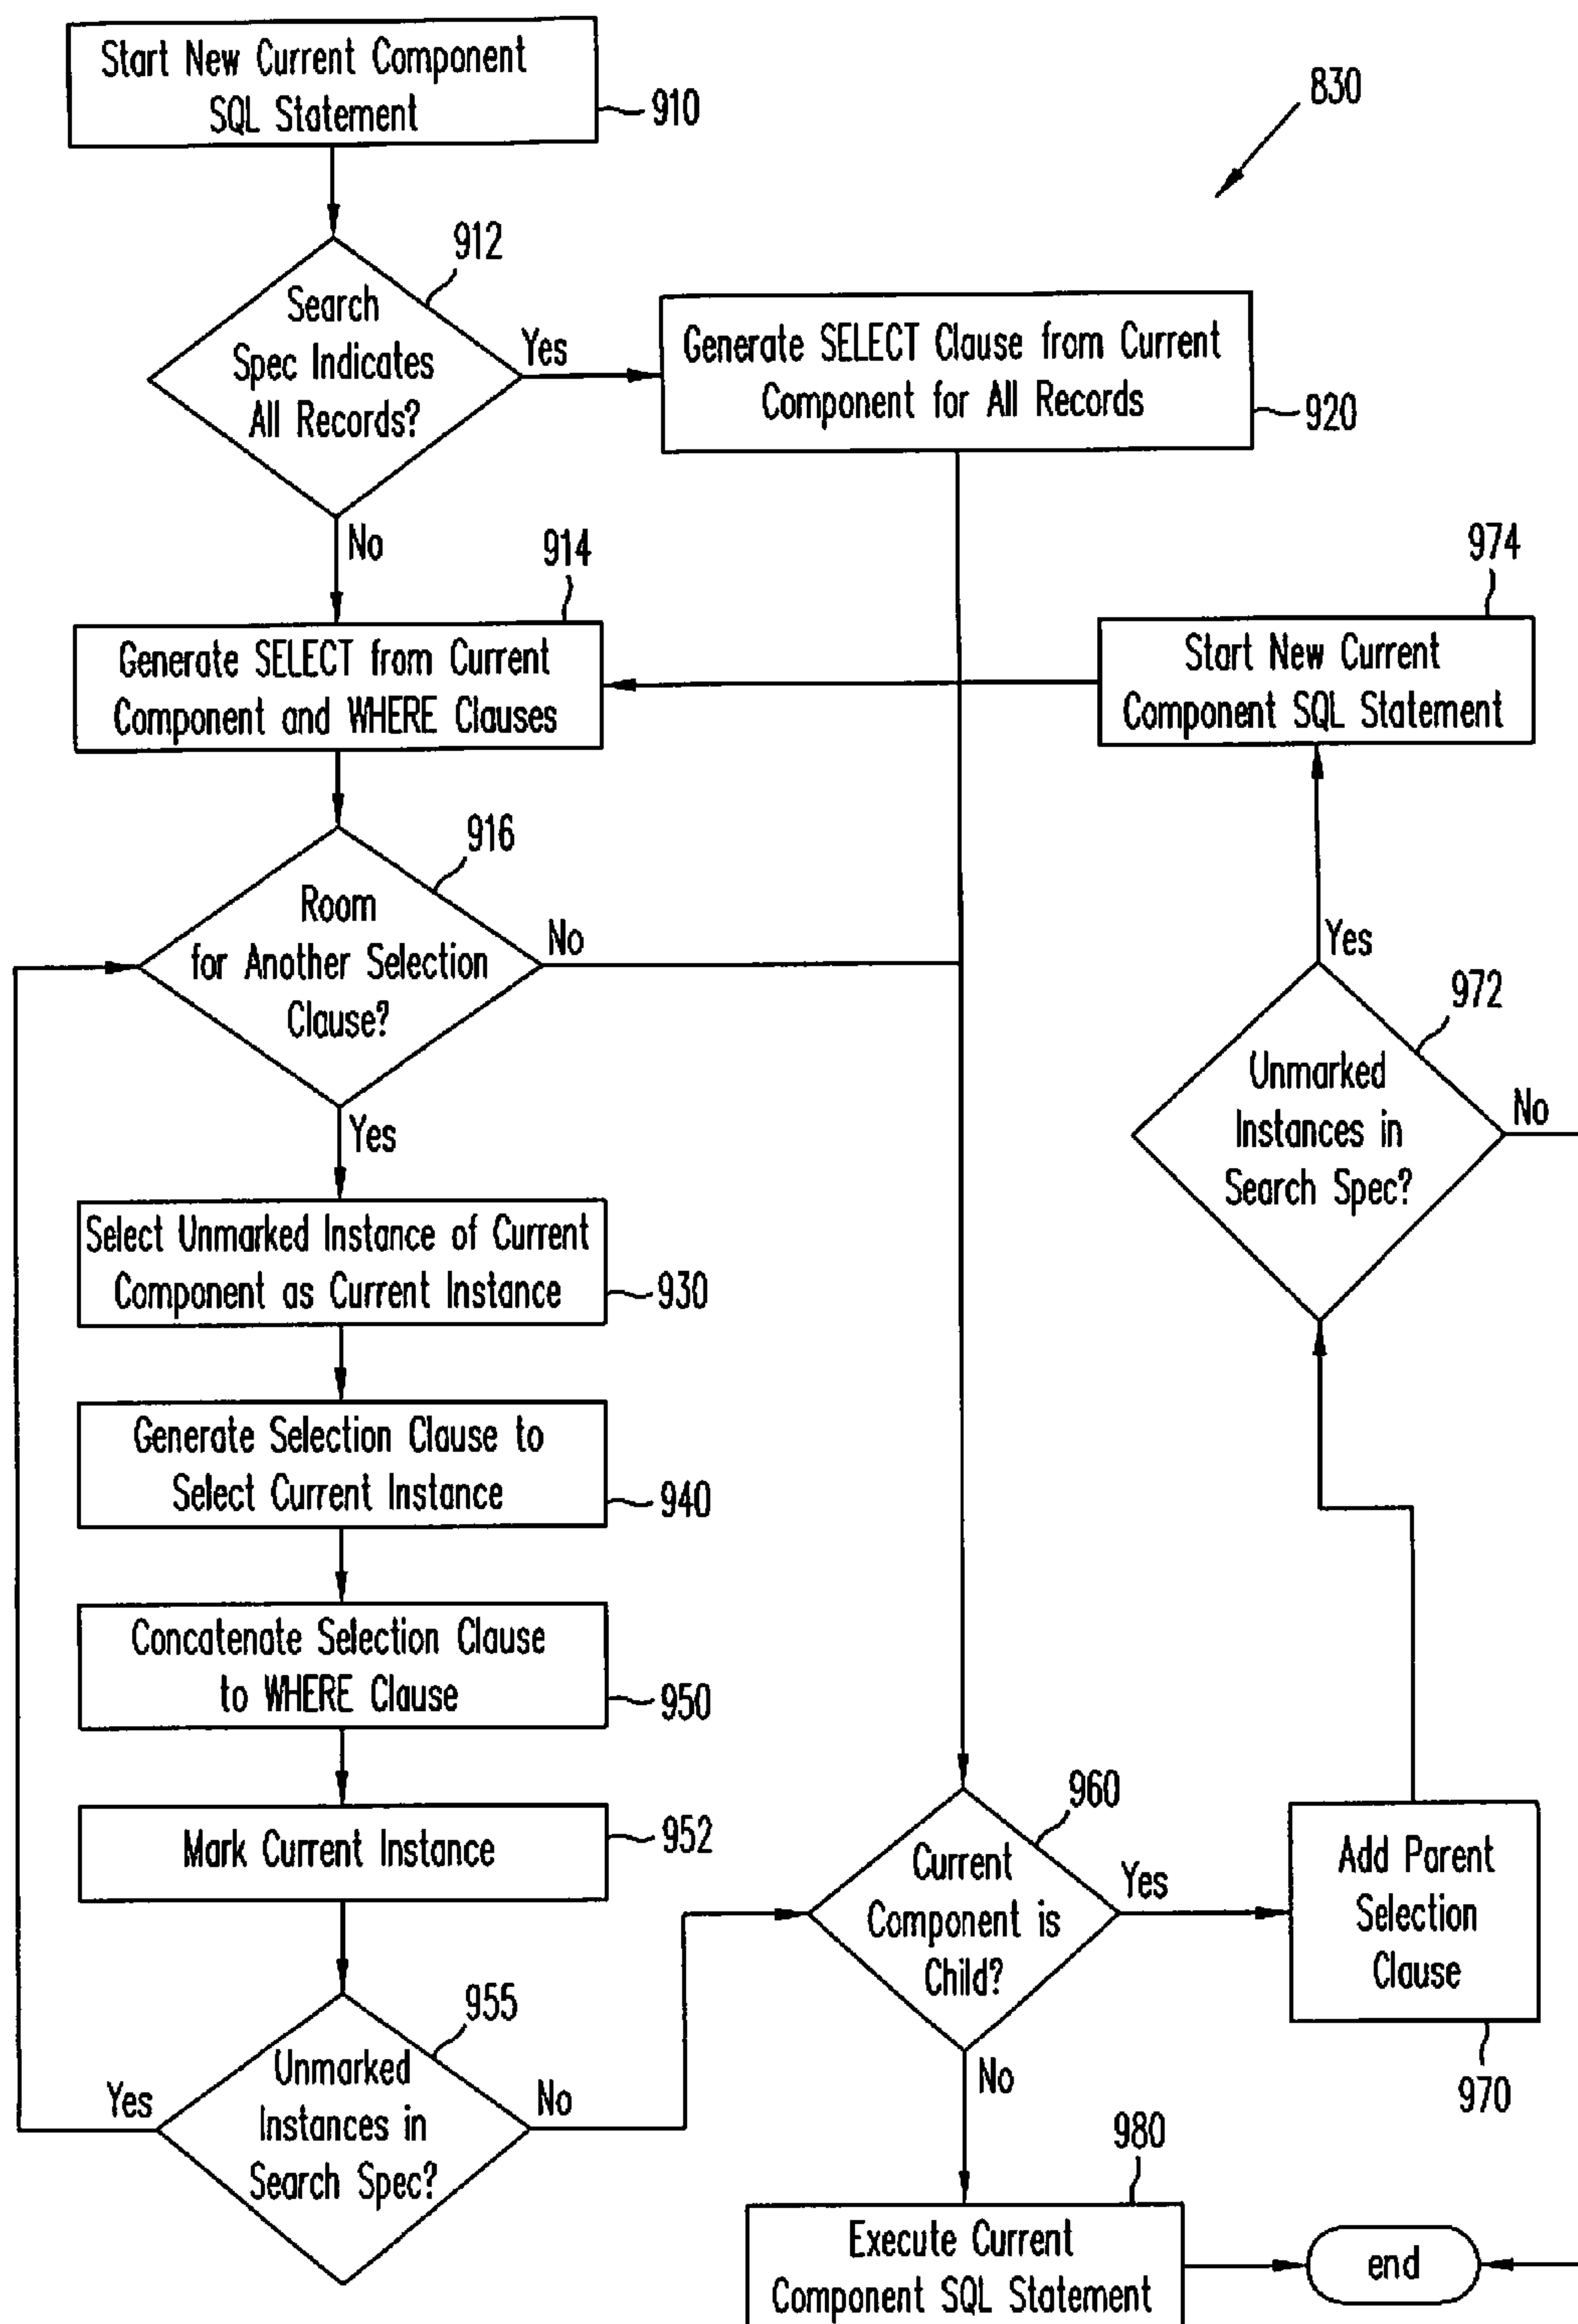 Start New Current Component
SQL Statement
910
830
912
Search
Spec Indicates
All Records?
Yes
No
Generate SELECT Clause from Current
Component for All Records
920
914
Generate SELECT from Current
Component and WHERE Clauses
974
Start New Current
Component SQL Statement
916
Room
for Another Selection
Clause?
No
Yes
Yes
972
Unmarked
Instances in
Search Spec?
No
Select Unmarked Instance of Current
Component as Current Instance
930
Generate Selection Clause to
Select Current Instance
940
Concatenate Selection Clause
to WHERE Clause
950
Mark Current Instance
952
960
Current
Component is
Child?
Yes
No
Add Parent
Selection
Clause
970
955
Unmarked
Instances in
Search Spec?
Yes
No
980
Execute Current
Component SQL Statement
end